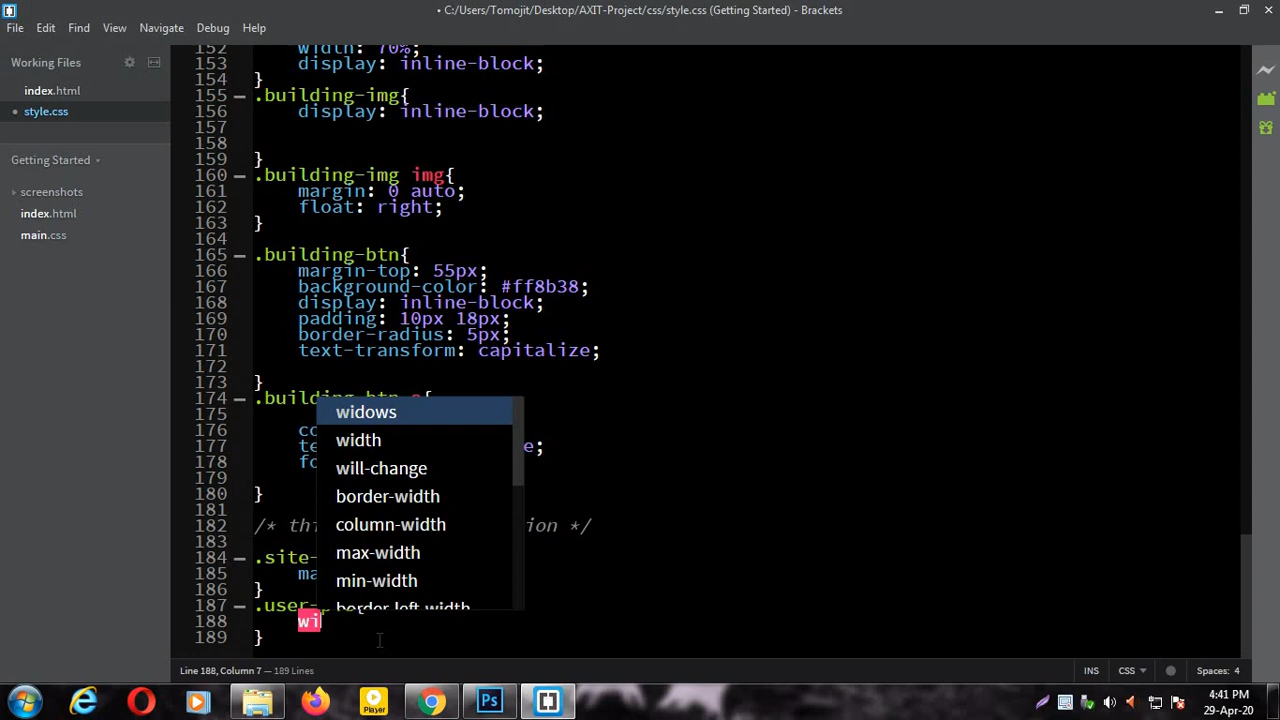 • C:/Users/Tomojit/Desktop/AXIT-Project/css/style.css (Getting Started) - Brackets
File Edit Find View Navigate Debug Help
Working Files
index.html
• style.css
Getting Started
screenshots
index.html
main.css
152 width: 70%;
153 display: inline-block;
154 }
155 .building-img{
156 display: inline-block;
157
158
159 }
160 .building-img img{
161 margin: 0 auto;
162 float: right;
163 }
164
165 .building-btn{
166 margin-top: 55px;
167 background-color: #ff8b38;
168 display: inline-block;
169 padding: 10px 18px;
170 border-radius: 5px;
171 text-transform: capitalize;
172
173 }
174 .building-btn a{
175
176 co
177 te e;
178 fo
179
180 }
181
182 /* thi ion */
183
184 .site-
185 ma
186 }
187 .user-
188 wi
189 }
widows
width
will-change
border-width
column-width
max-width
min-width
border-left-width
Line 188, Column 7 — 189 Lines
INS CSS Spaces: 4
Player
Ps
4:41 PM
29-Apr-20